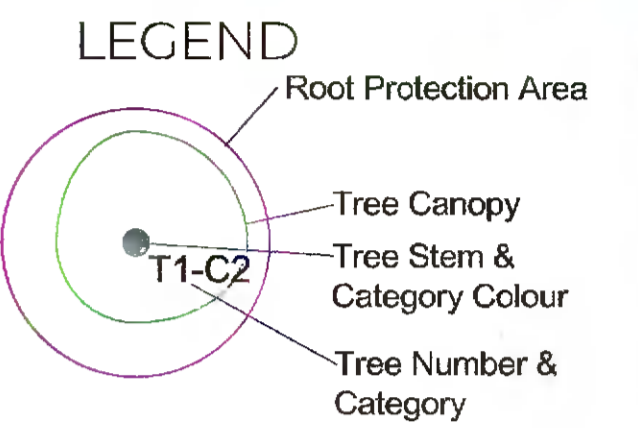 LEGEND
Root Protection Area
Tree Canopy
Tree Stem &
Category Colour
T1-C2
Tree Number &
Category